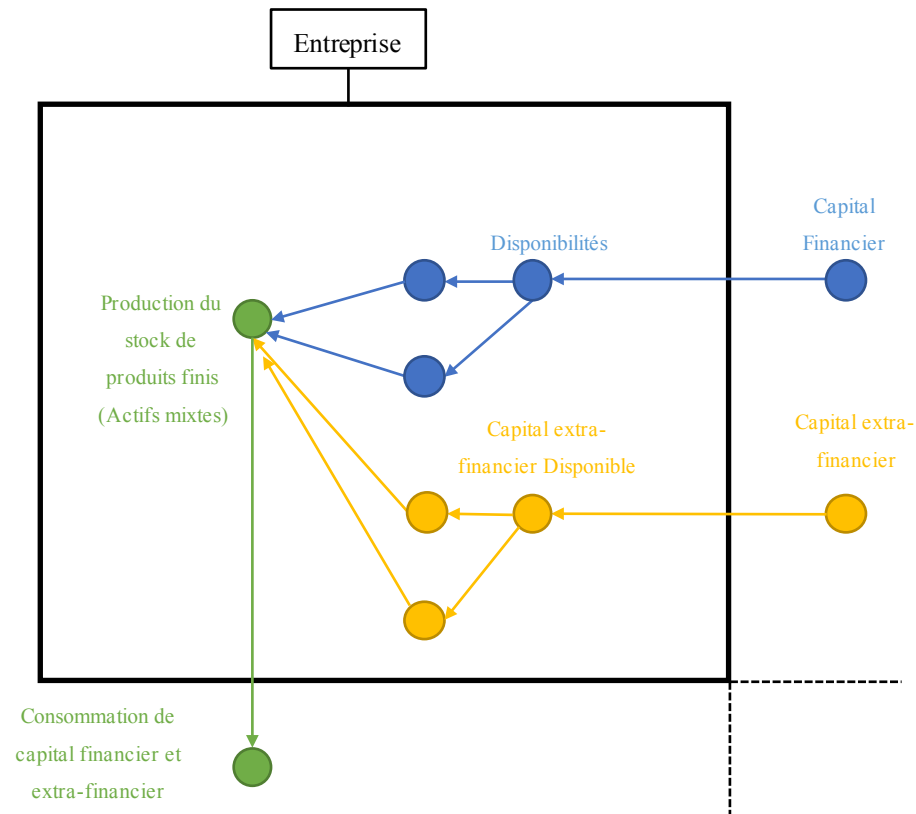 Entreprise
Capital
Financier
Disponibilités
Production du
stock de
produits finis
(Actifs mixtes)
Capital extra-
financier Disponible
Capital extra-
financier
Consommation de
capital financier et
extra-financier